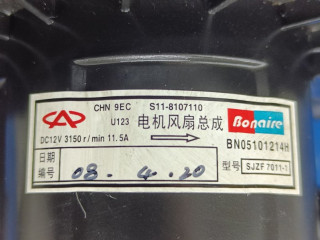 CHN 9EC S11-8107110
U123 电机风扇总成 Bonaire
DC12V 3150 r/min 11.5A BN05101214H
日期
编号 08. 4.20 型号 SJZF 7011-1